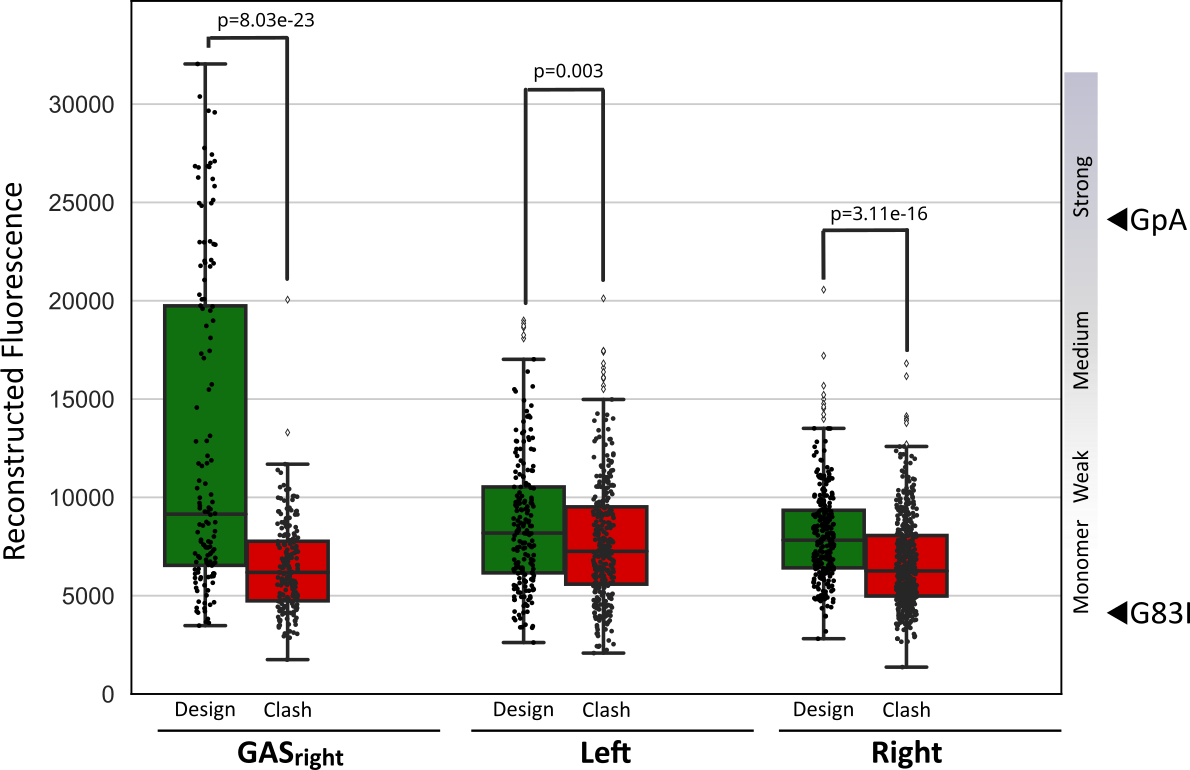 p=8.03e-23
p=0.003
p=3.11e-16
Reconstructed Fluorescence
30000
25000
20000
15000
10000
5000
0
Strong
Medium
Weak
Monomer
GpA
G83I
Design Clash
Design Clash
Design Clash
GASright
Left
Right